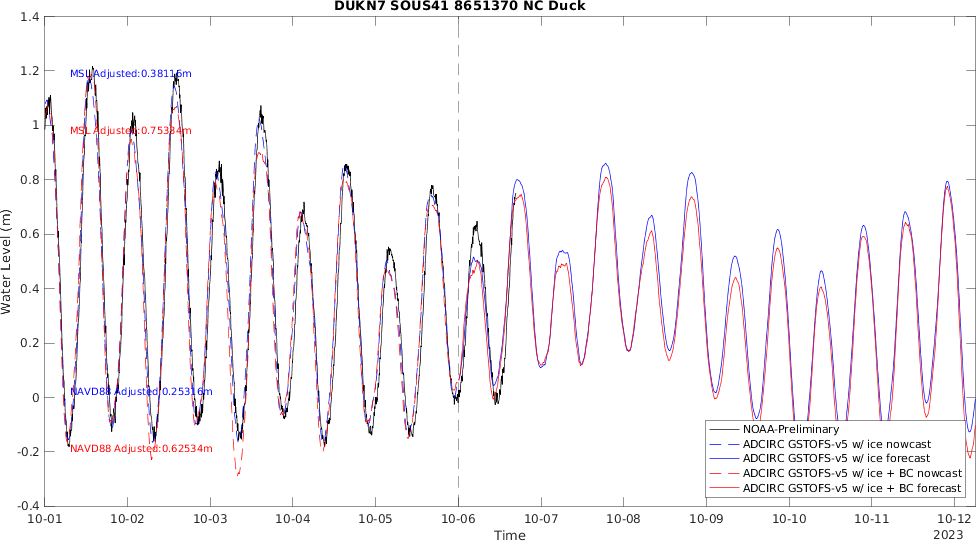 DUKN7 SOUS41 8651370 NC Duck
1.4
1.2
1
0.8
0.6
0.4
0.2
0
-0.2
-0.4
Water Level (m)
MSL Adjusted:0.38116m
MSL Adjusted:0.75334m
NAVD88 Adjusted:0.25316m
NAVD88 Adjusted:0.62534m
NOAA-Preliminary
ADCIRC GSTOFS-v5 w/ ice nowcast
ADCIRC GSTOFS-v5 w/ ice forecast
ADCIRC GSTOFS-v5 w/ ice + BC nowcast
ADCIRC GSTOFS-v5 w/ ice + BC forecast
10-01 10-02 10-03 10-04 10-05 10-06 10-07 10-08 10-09 10-10 10-11 10-12
Time
2023